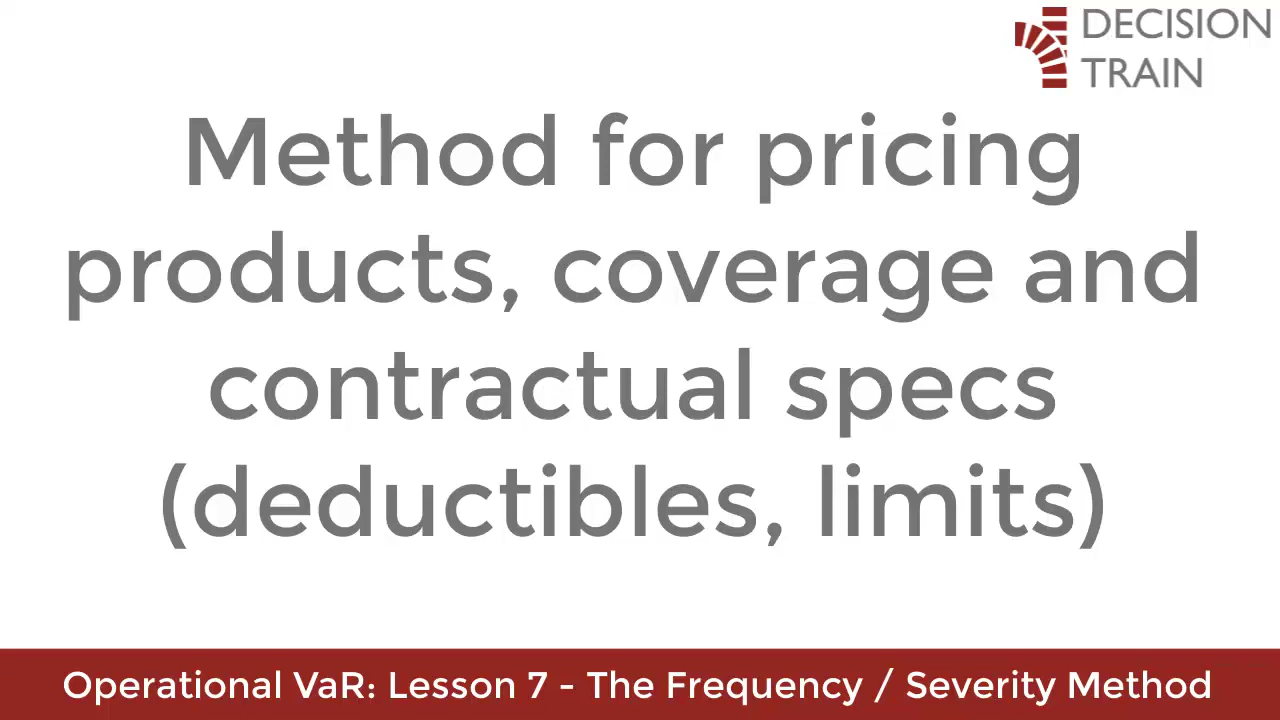 DECISION
TRAIN
Method for pricing
products, coverage and
contractual specs
(deductibles, limits)
Operational VaR: Lesson 7 - The Frequency / Severity Method